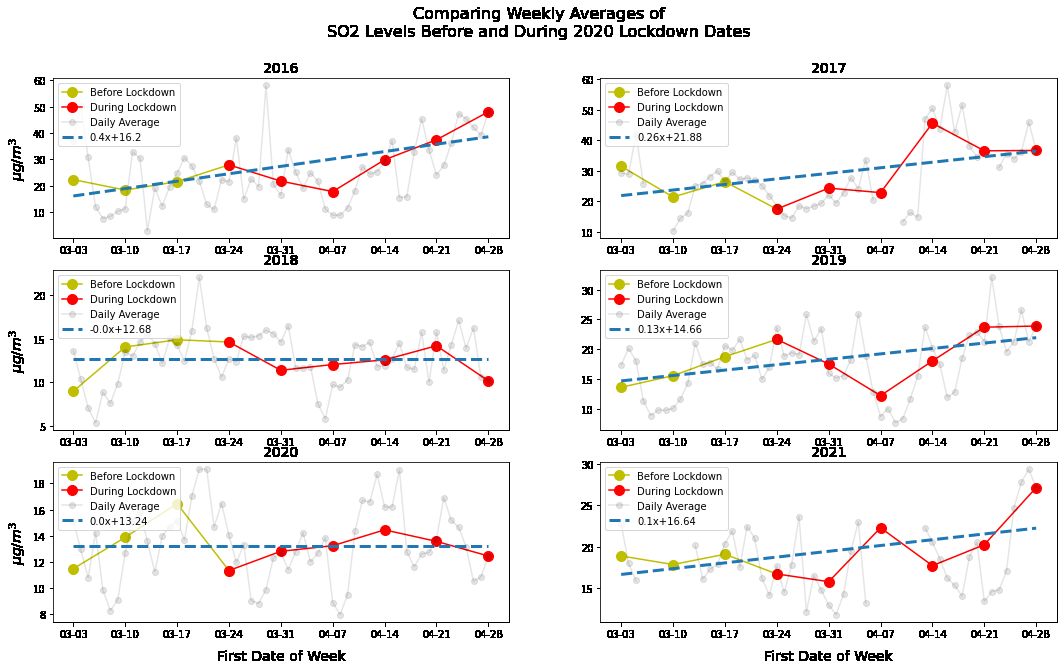 Comparing Weekly Averages of
SO2 Levels Before and During 2020 Lockdown Dates
2016
μg/m³
60
50
40
30
20
10
Before Lockdown
During Lockdown
Daily Average
0.4x+16.2
03-03 03-10 03-17 03-24 03-31 04-07 04-14 04-21 04-28
2017
60
50
40
30
20
10
Before Lockdown
During Lockdown
Daily Average
0.26x+21.88
03-03 03-10 03-17 03-24 03-31 04-07 04-14 04-21 04-28
2018
μg/m³
20
15
10
5
Before Lockdown
During Lockdown
Daily Average
-0.0x+12.68
03-03 03-10 03-17 03-24 03-31 04-07 04-14 04-21 04-28
2019
30
25
20
15
10
Before Lockdown
During Lockdown
Daily Average
0.13x+14.66
03-03 03-10 03-17 03-24 03-31 04-07 04-14 04-21 04-28
2020
μg/m³
18
16
14
12
10
8
Before Lockdown
During Lockdown
Daily Average
0.0x+13.24
03-03 03-10 03-17 03-24 03-31 04-07 04-14 04-21 04-28
First Date of Week
2021
30
25
20
15
Before Lockdown
During Lockdown
Daily Average
0.1x+16.64
03-03 03-10 03-17 03-24 03-31 04-07 04-14 04-21 04-28
First Date of Week